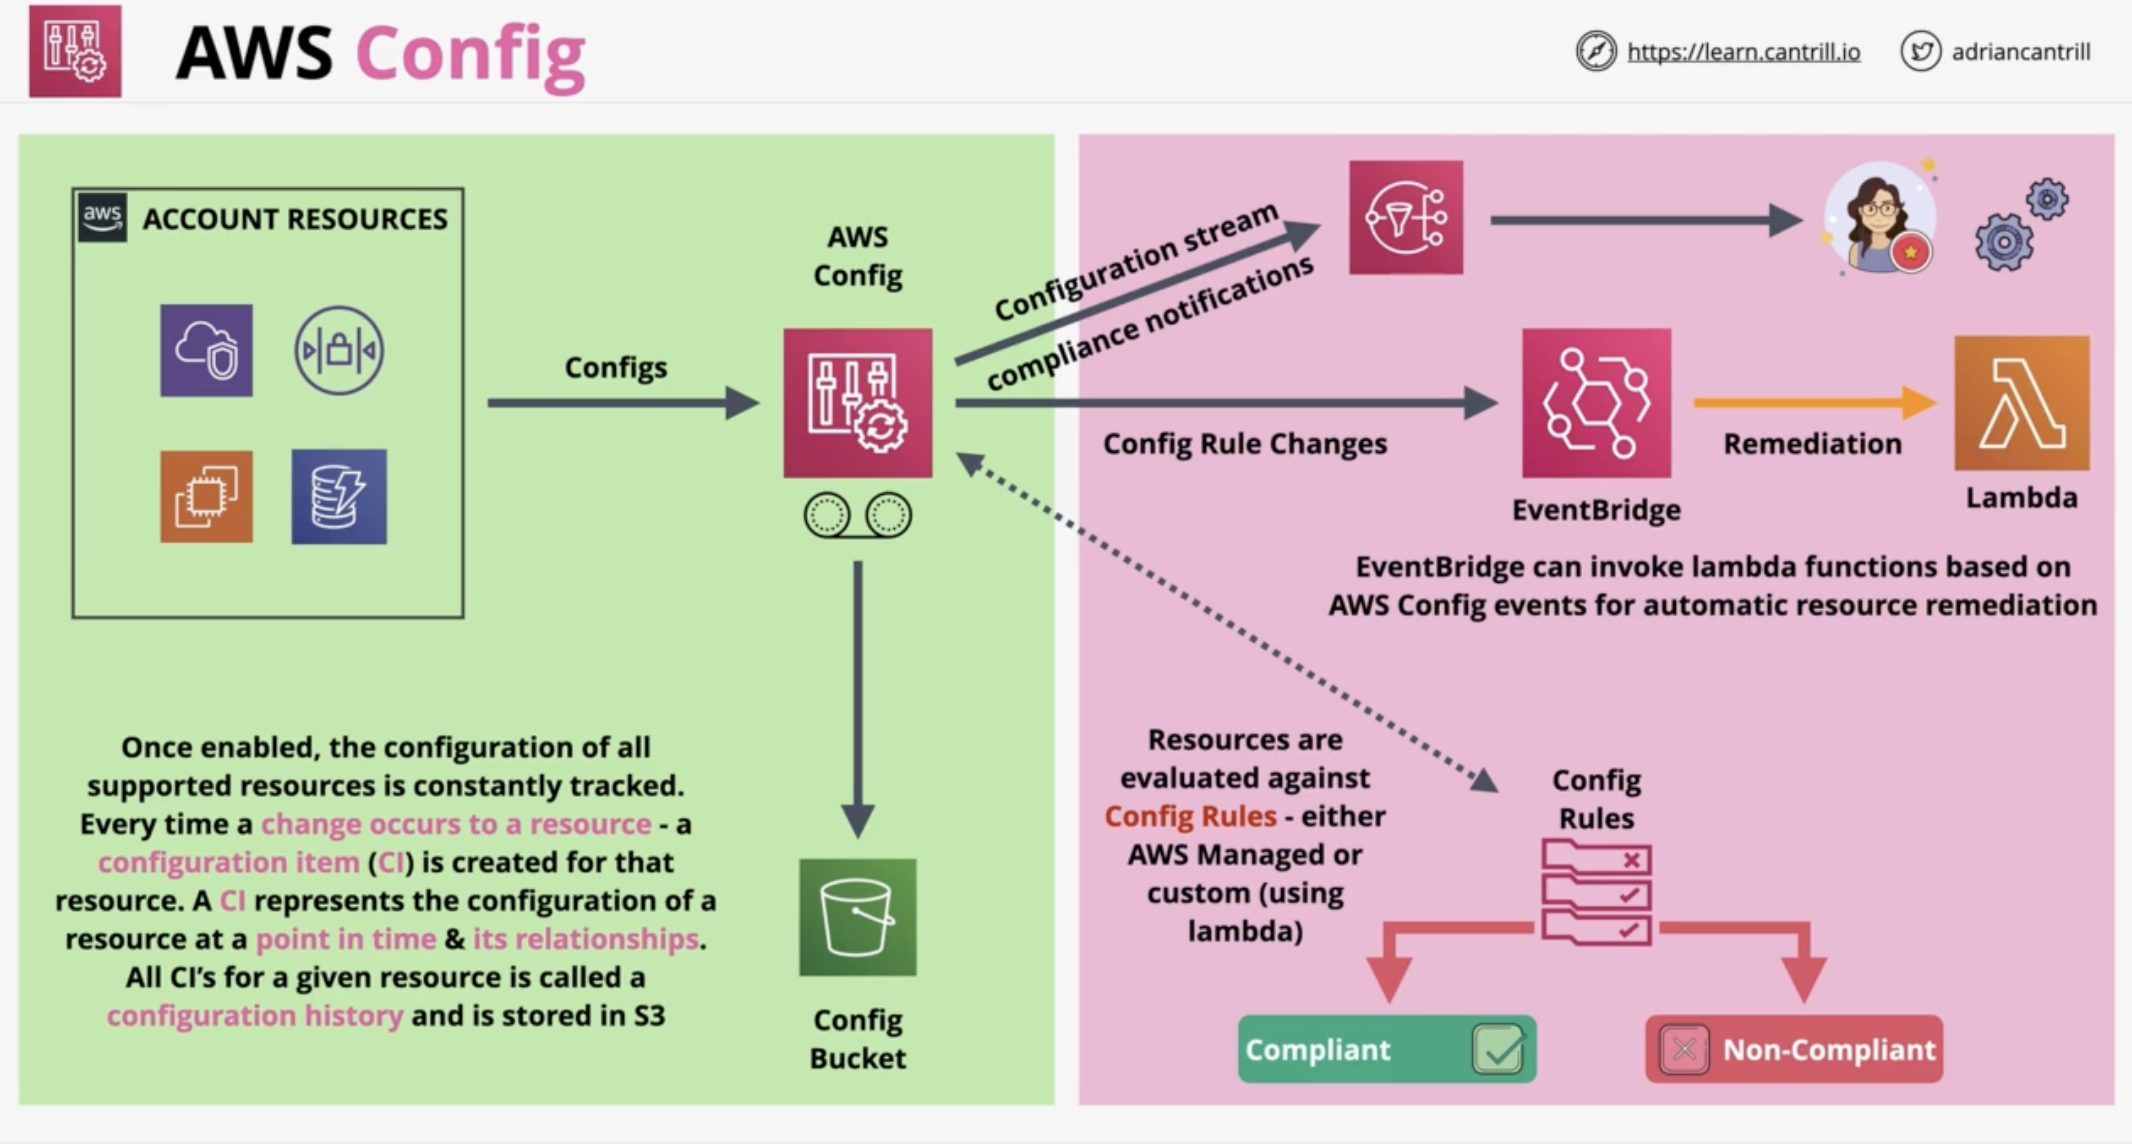 AWS Config
https://learn.cantrill.io
adriancantrill
aws
ACCOUNT RESOURCES
Configs
AWS
Config
Configuration stream
compliance notifications
Config Rule Changes
EventBridge
Remediation
Lambda
EventBridge can invoke lambda functions based on
AWS Config events for automatic resource remediation
Once enabled, the configuration of all
supported resources is constantly tracked.
Every time a change occurs to a resource - a
configuration item (CI) is created for that
resource. A CI represents the configuration of a
resource at a point in time & its relationships.
All CI's for a given resource is called a
configuration history and is stored in S3
Config
Bucket
Resources are
evaluated against
Config Rules - either
AWS Managed or
custom (using
lambda)
Config
Rules
Compliant
Non-Compliant